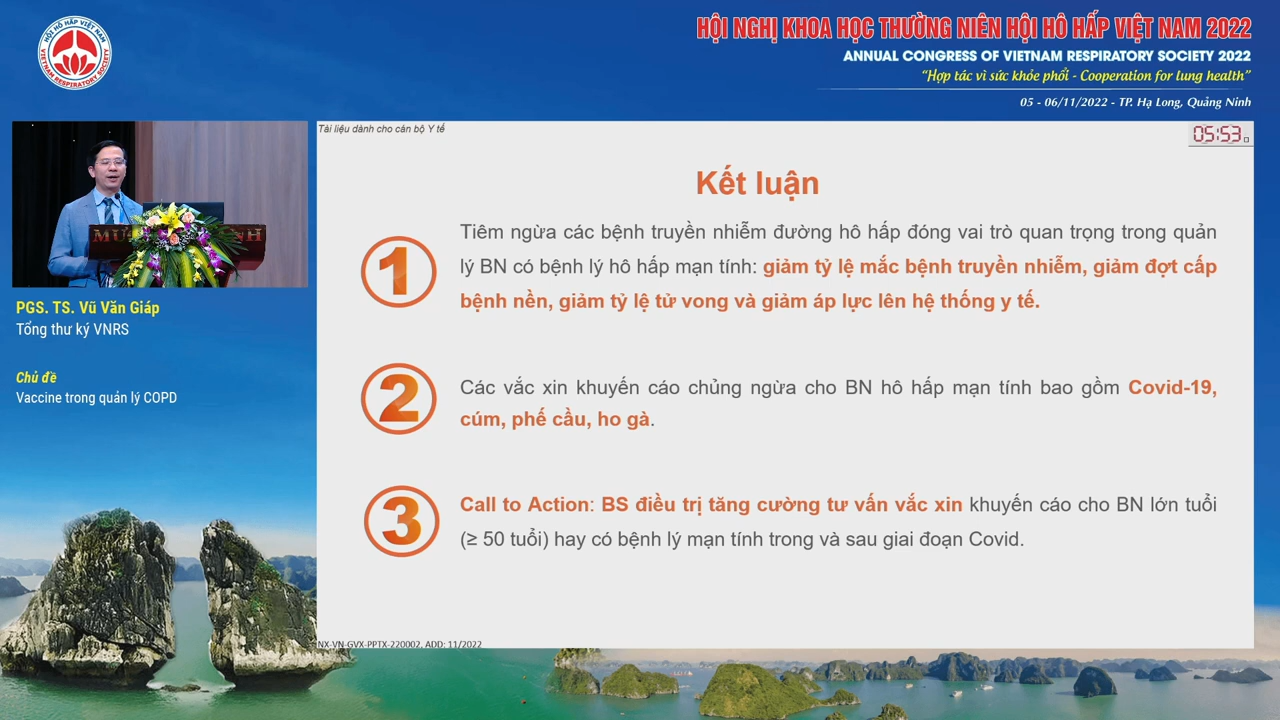 HỘI HÔ HẤP VIỆT NAM
VIETNAM RESPIRATORY SOCIETY
HỘI NGHỊ KHOA HỌC THƯỜNG NIÊN HỘI HÔ HẤP VIỆT NAM 2022
ANNUAL CONGRESS OF VIETNAM RESPIRATORY SOCIETY 2022
“Hợp tác vì sức khỏe phổi - Cooperation for lung health”
05 - 06/11/2022 - TP. Hạ Long, Quảng Ninh
PGS. TS. Vũ Văn Giáp
Tổng thư ký VNRS
Chủ đề
Vaccine trong quản lý COPD
Tài liệu dành cho cán bộ Y tế
05:53
Kết luận
1
Tiêm ngừa các bệnh truyền nhiễm đường hô hấp đóng vai trò quan trọng trong quản
lý BN có bệnh lý hô hấp mạn tính: giảm tỷ lệ mắc bệnh truyền nhiễm, giảm đợt cấp
bệnh nền, giảm tỷ lệ tử vong và giảm áp lực lên hệ thống y tế.
2
Các vắc xin khuyến cáo chủng ngừa cho BN hô hấp mạn tính bao gồm Covid-19,
cúm, phế cầu, ho gà.
3
Call to Action: BS điều trị tăng cường tư vấn vắc xin khuyến cáo cho BN lớn tuổi
(≥ 50 tuổi) hay có bệnh lý mạn tính trong và sau giai đoạn Covid.
NX-VN-GVX-PPTX-220002, ADD: 11/2022